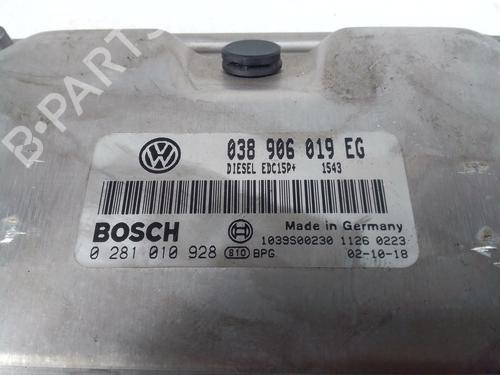 038 906 019 EG
DIESEL EDC15P+ 1543
BOSCH
Made in Germany
1039S00230 1126 0223
0 281 010 928 810 BPG 02-10-18
B-PARTS